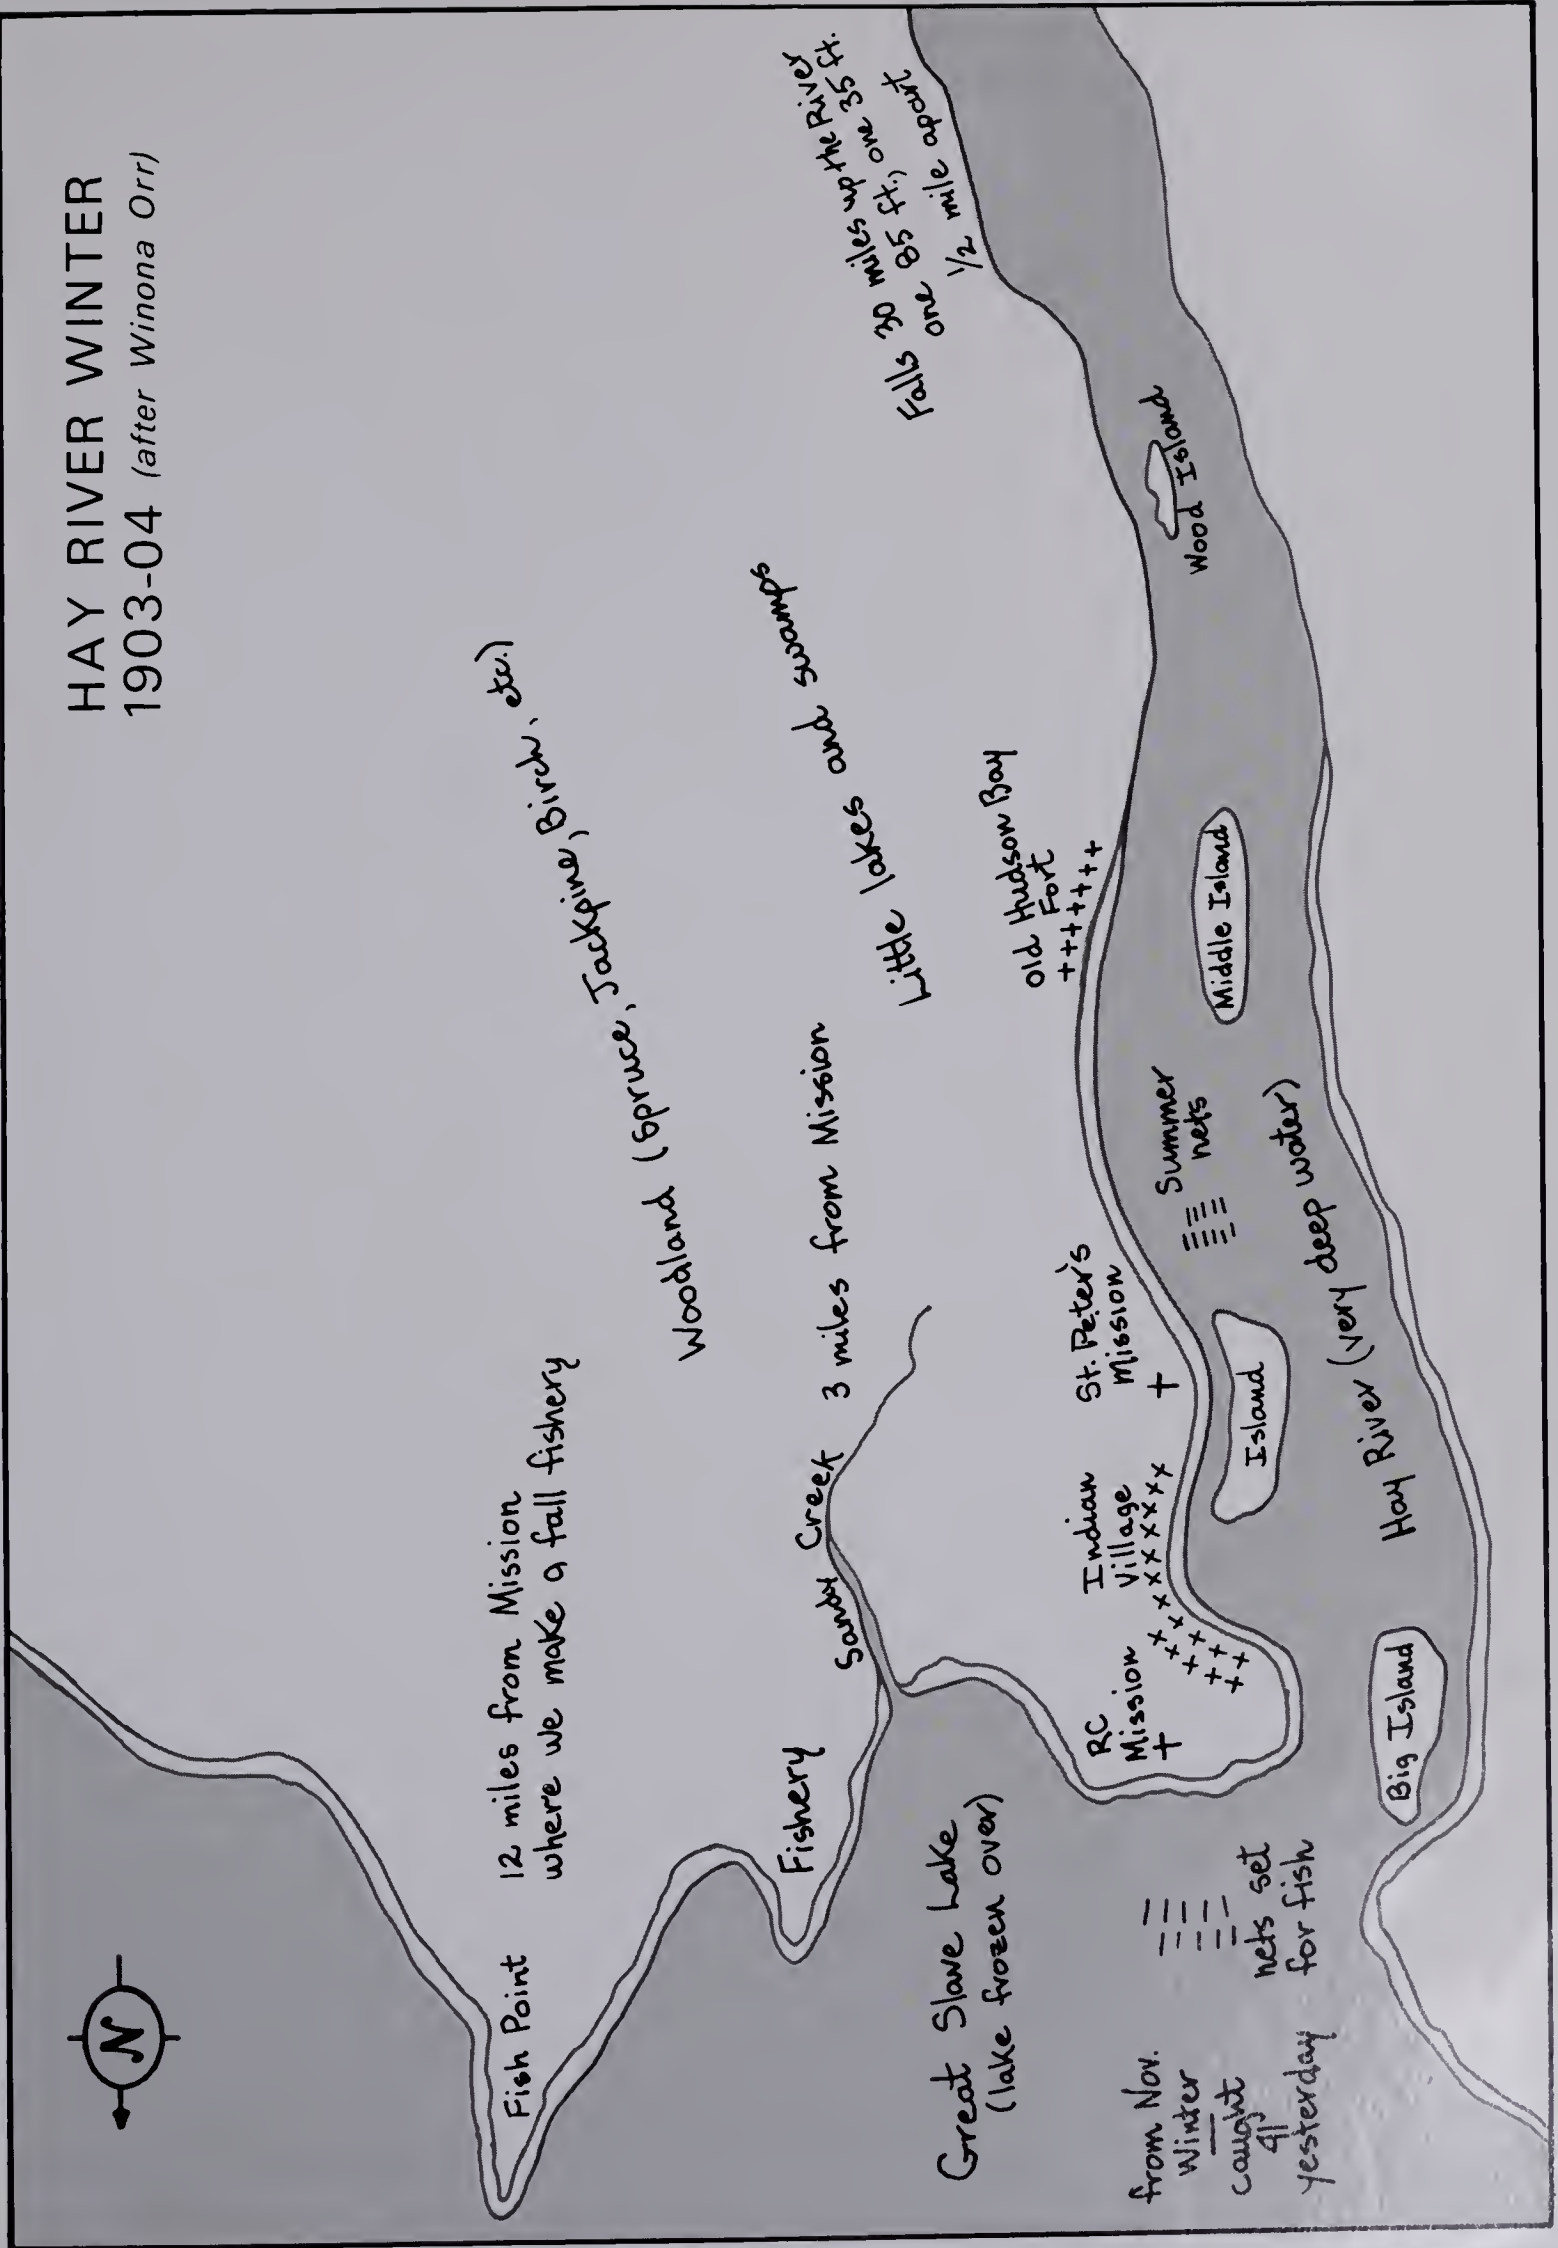 HAY RIVER WINTER
1903-04 (after Winona Orr)
N
Fish Point
12 miles from Mission
where we make a fall fishery
Woodland (Spruce, Jackpine, Birch, etc.)
Fishery
Sandy Creek
3 miles from Mission
Little lakes and swamps
Falls 30 miles up the River
one 85 ft., one 35 ft.
1/2 mile apart
Great Slave Lake
(lake frozen over)
RC
Mission
Indian
Village
St. Peter's
Mission
Old Hudson Bay
Fort
from Nov.
Winter
caught
41
yesterday
nets set
for fish
Big Island
Island
Summer
nets
Middle Island
Wood Island
Hay River (very deep water)